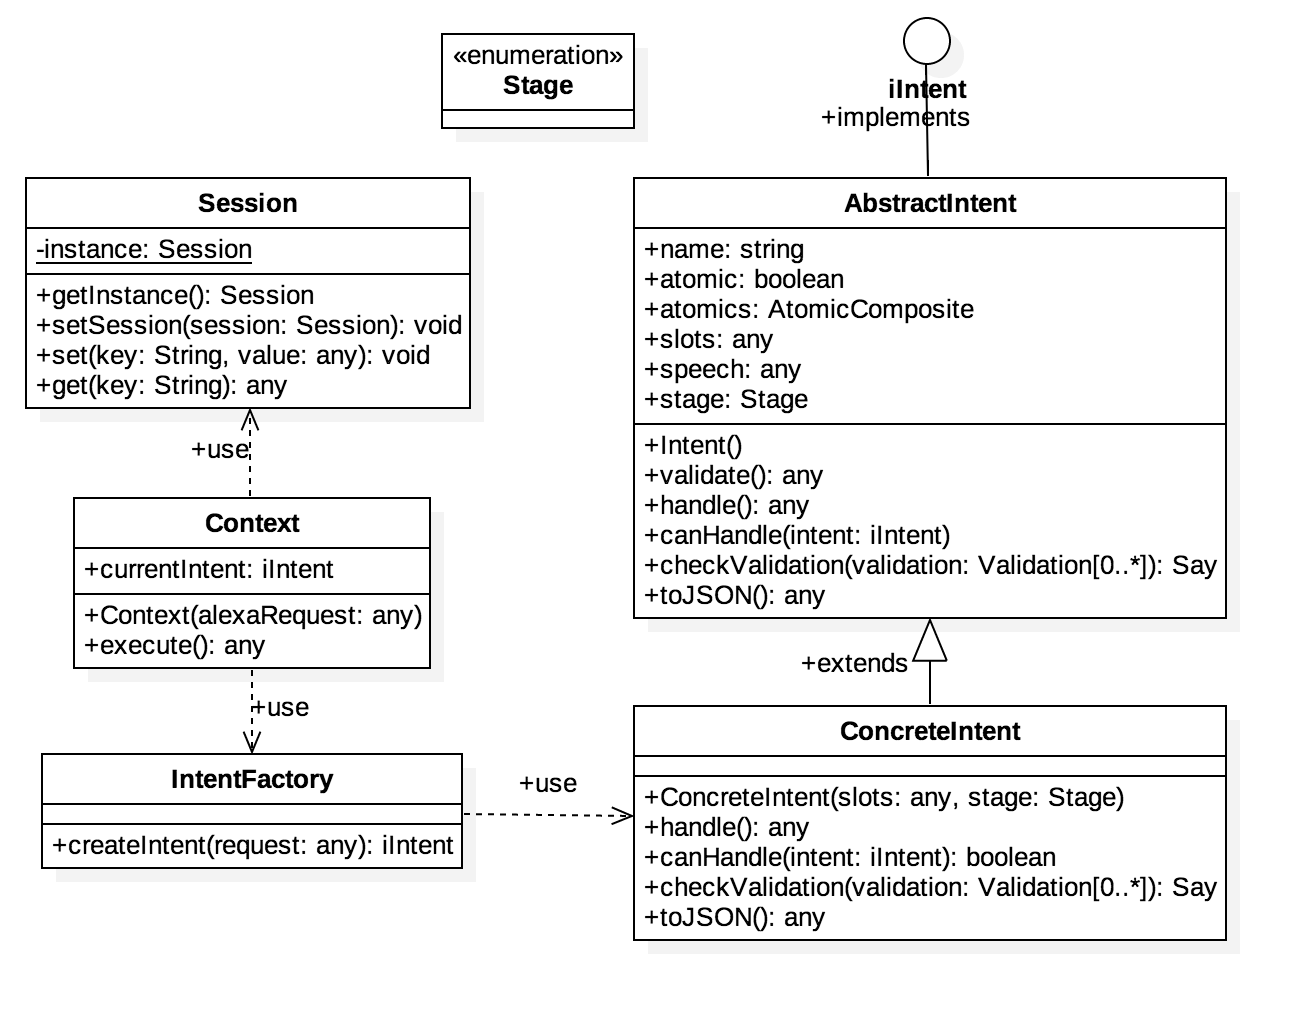 «enumeration»
Stage
iIntent
+implements
Session
-instance: Session
+getInstance(): Session
+setSession(session: Session): void
+set(key: String, value: any): void
+get(key: String): any
+use
Context
+currentIntent: iIntent
+Context(alexaRequest: any)
+execute(): any
+use
IntentFactory
+createIntent(request: any): iIntent
+use
AbstractIntent
+name: string
+atomic: boolean
+atomics: AtomicComposite
+slots: any
+speech: any
+stage: Stage
+Intent()
+validate(): any
+handle(): any
+canHandle(intent: iIntent)
+checkValidation(validation: Validation[0..*]): Say
+toJSON(): any
+extends
ConcreteIntent
+ConcreteIntent(slots: any, stage: Stage)
+handle(): any
+canHandle(intent: iIntent): boolean
+checkValidation(validation: Validation[0..*]): Say
+toJSON(): any